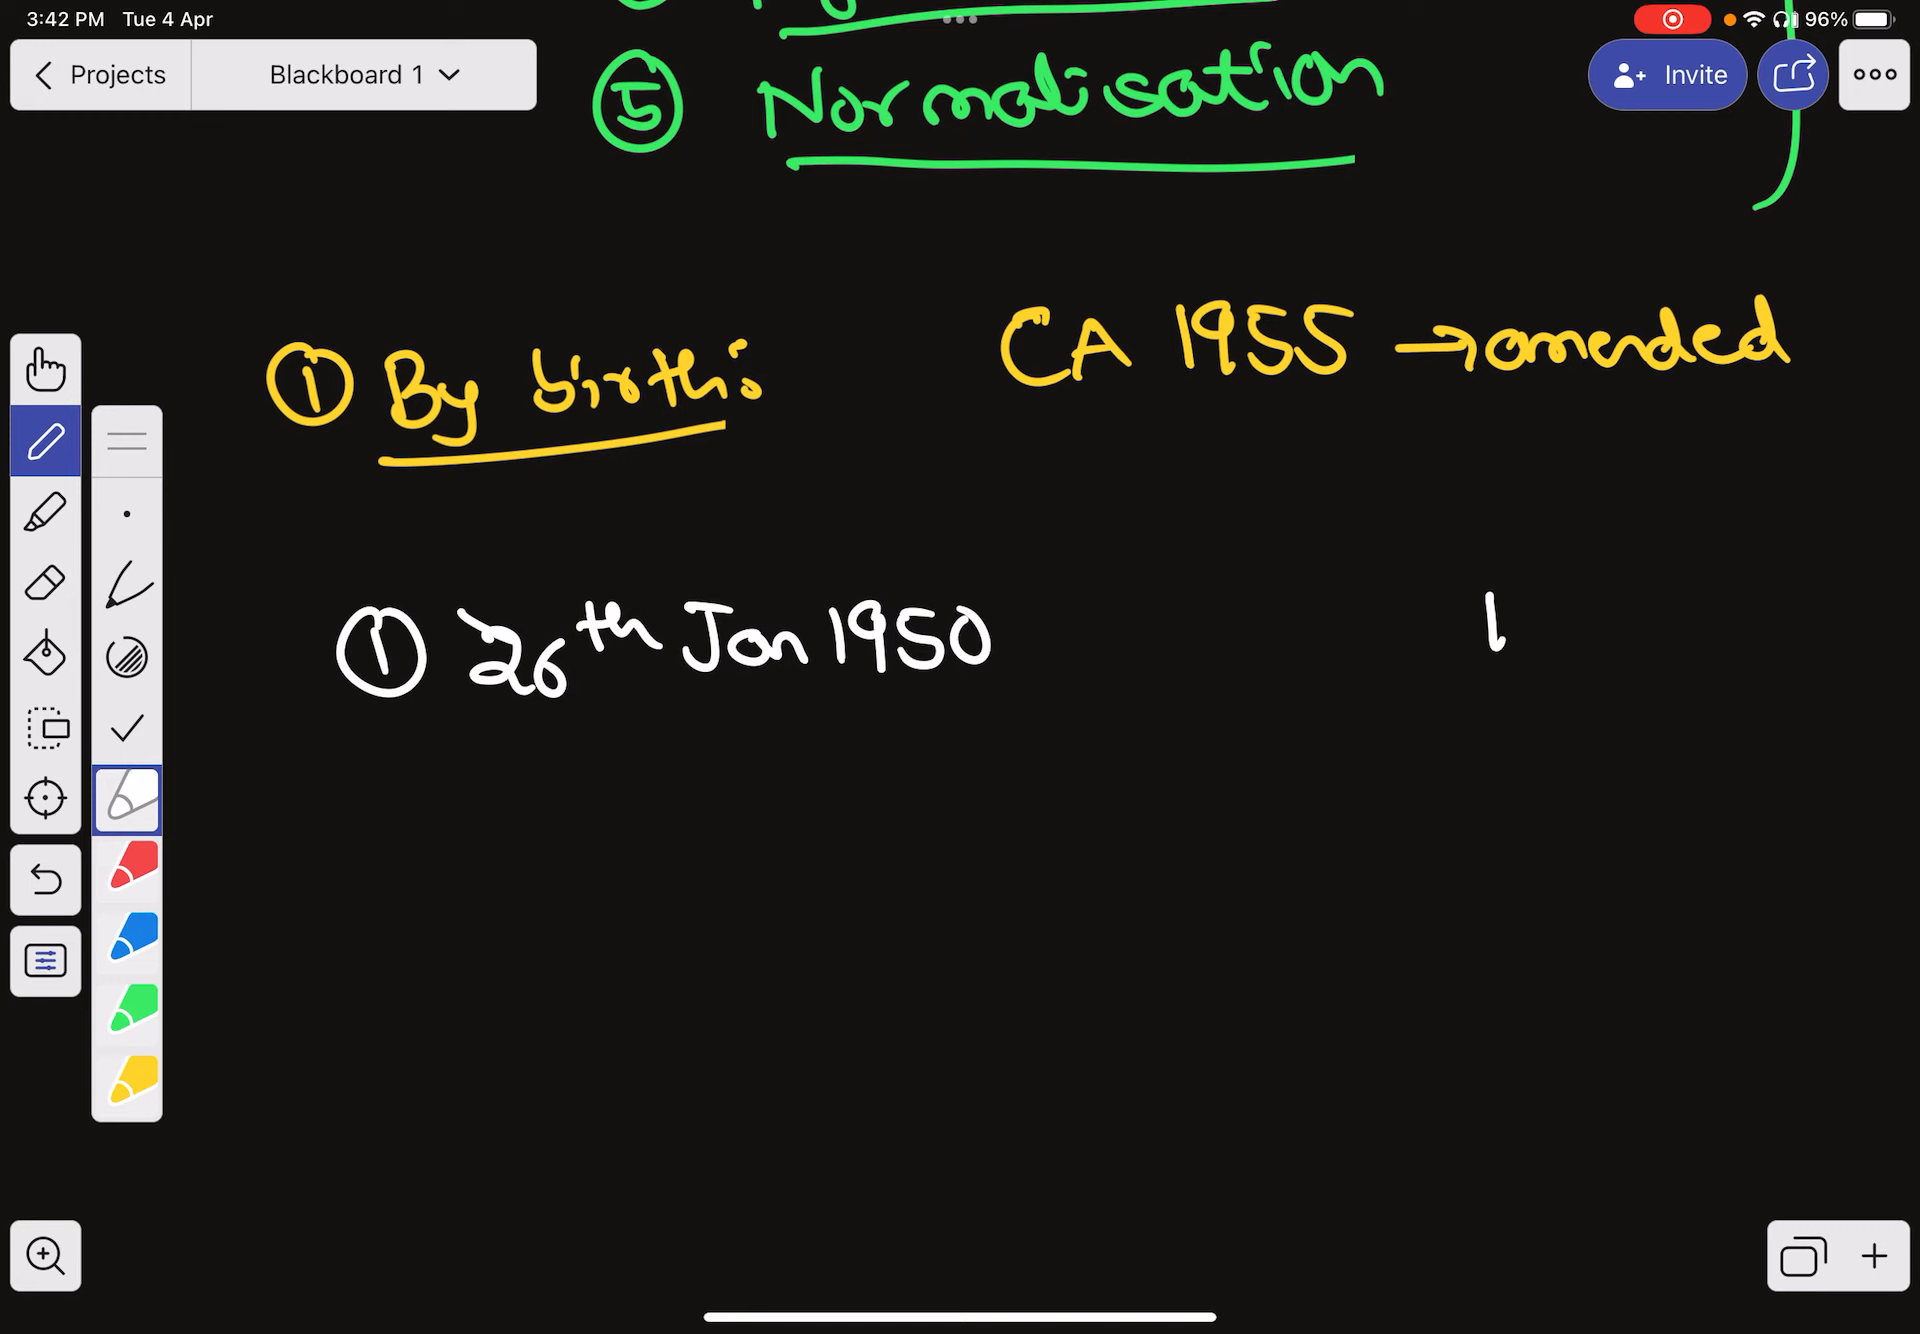 3:42 PM Tue 4 Apr 96%
Projects Blackboard 1 Invite
5 Normalisation
1 By birth: CA 1955 → amended
1 26th Jan 1950